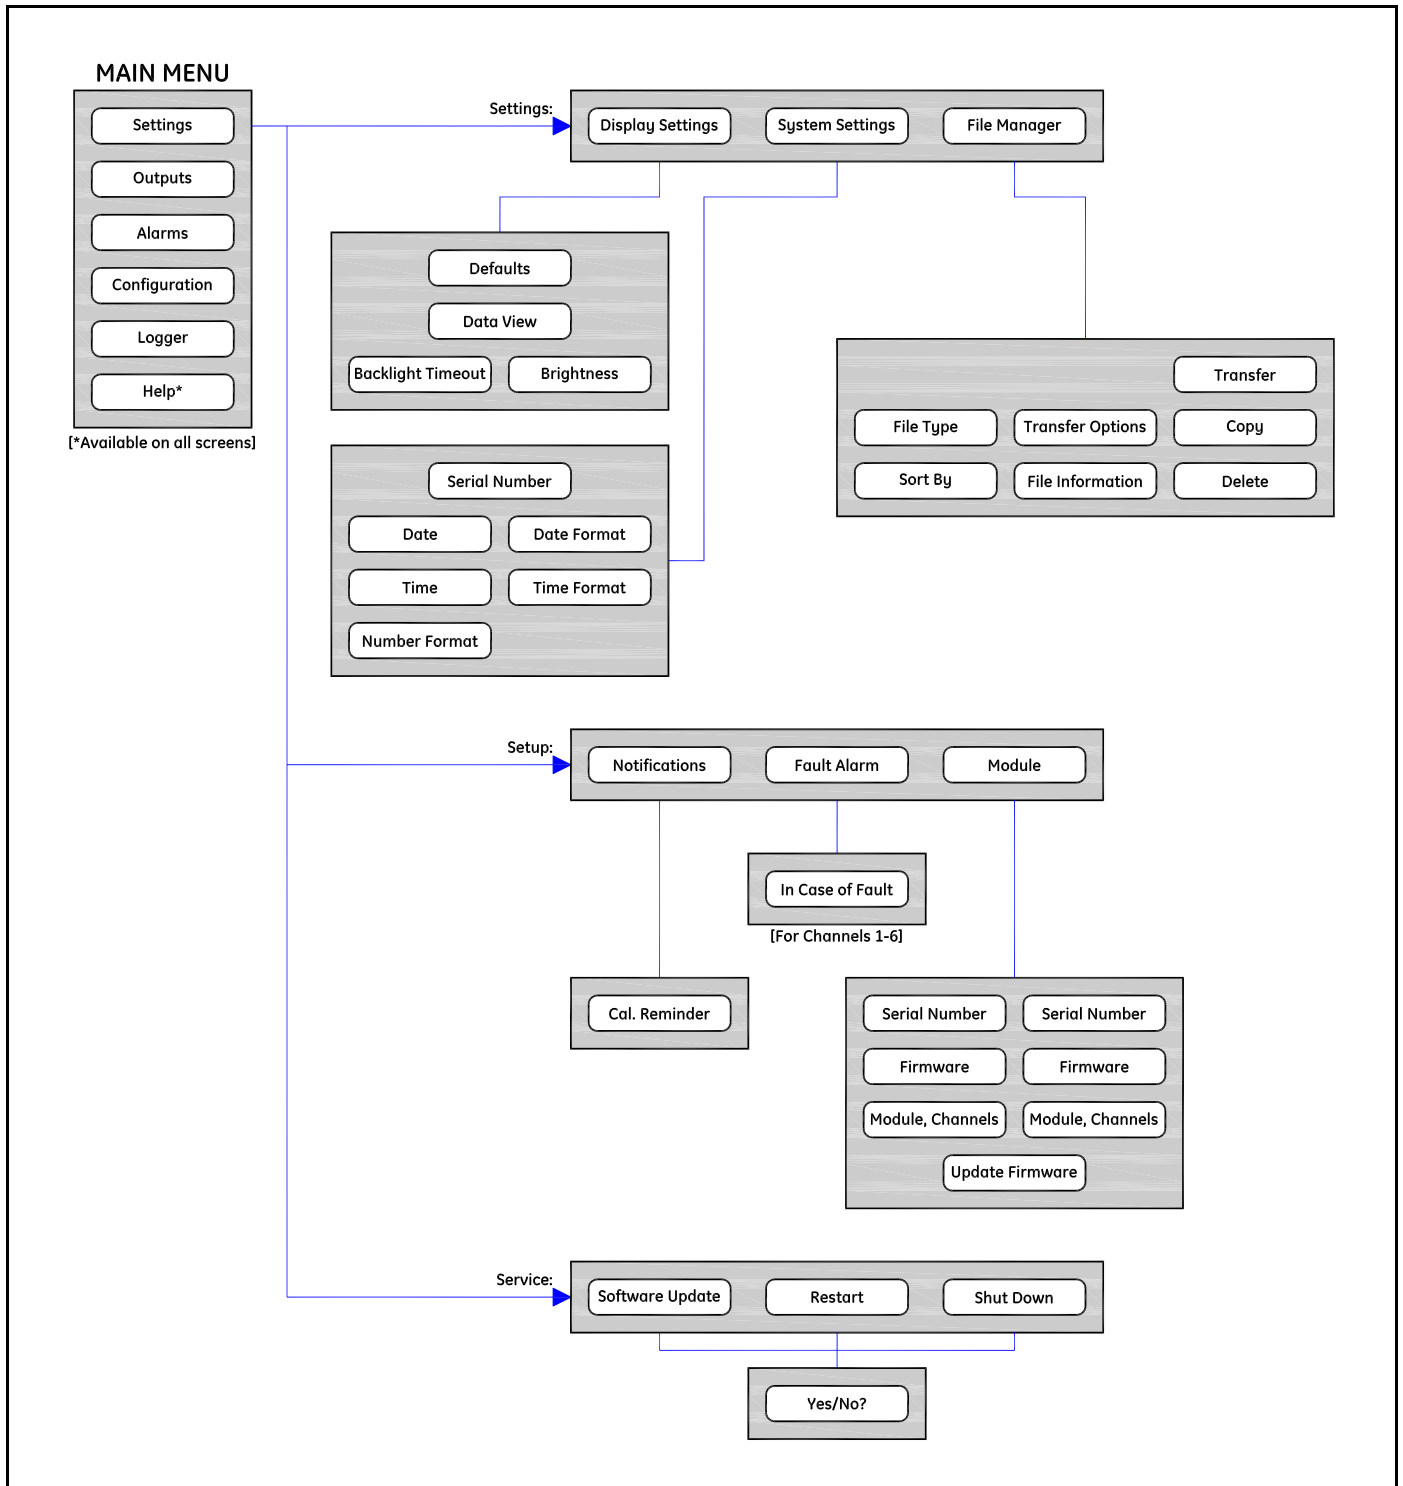 MAIN MENU
Settings
Outputs
Alarms
Configuration
Logger
Help*
[*Available on all screens]
Settings:
Display Settings
System Settings
File Manager
Defaults
Data View
Backlight Timeout
Brightness
Serial Number
Date
Date Format
Time
Time Format
Number Format
Transfer
File Type
Transfer Options
Copy
Sort By
File Information
Delete
Setup:
Notifications
Fault Alarm
Module
In Case of Fault
[For Channels 1-6]
Cal. Reminder
Serial Number
Serial Number
Firmware
Firmware
Module, Channels
Module, Channels
Update Firmware
Service:
Software Update
Restart
Shut Down
Yes/No?